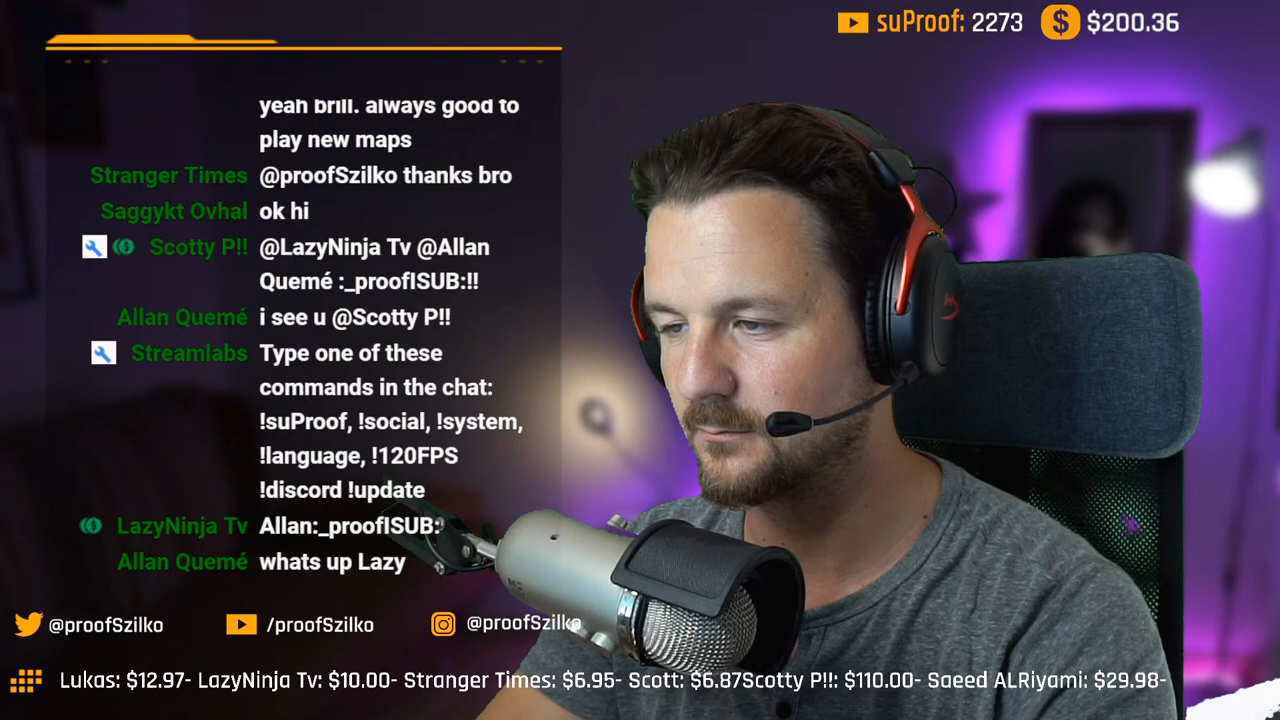 suProof: 2273 $ $200.36
yeah brill. always good to
play new maps
Stranger Times @proofSzilko thanks bro
Saggykt Ovhal ok hi
Scotty P!! @LazyNinja Tv @Allan
Quemé :_proofISUB:!!
Allan Quemé i see u @Scotty P!!
Streamlabs Type one of these
commands in the chat:
!suProof, !social, !system,
!language, !120FPS
!discord !update
LazyNinja Tv Allan:_proofISUB:
Allan Quemé whats up Lazy
@proofSzilko /proofSzilko @proofSzilko
Lukas: $12.97- LazyNinja Tv: $10.00- Stranger Times: $6.95- Scott: $6.87Scotty P!!: $110.00- Saeed ALRiyami: $29.98-